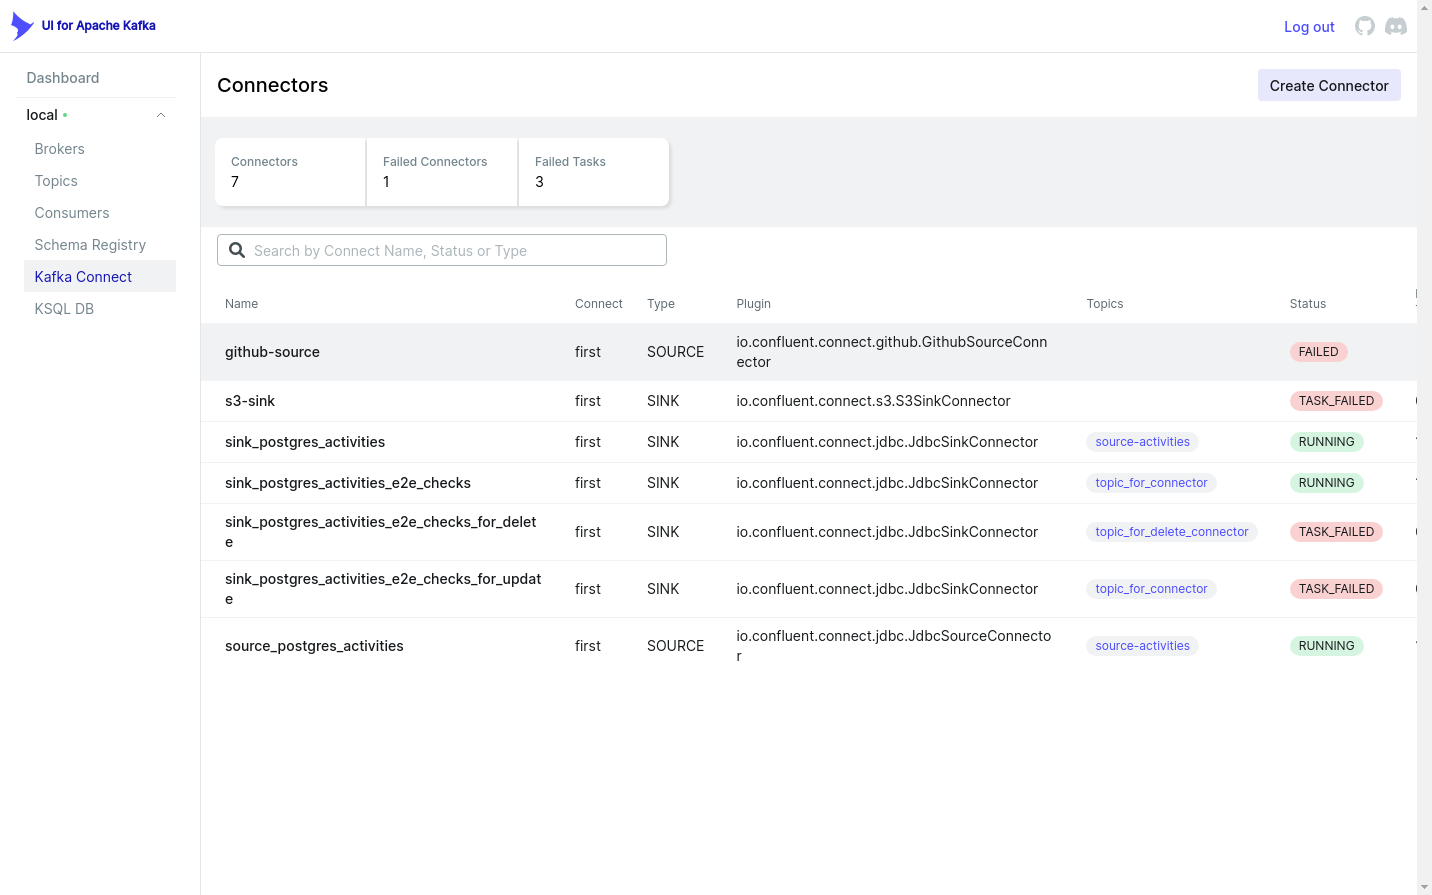 UI for Apache Kafka
Log out
Dashboard
local
Brokers
Topics
Consumers
Schema Registry
Kafka Connect
KSQL DB
Connectors
Create Connector
Connectors Failed Connectors Failed Tasks
7 1 3
Search by Connect Name, Status or Type
Name Connect Type Plugin Topics Status
github-source first SOURCE io.confluent.connect.github.GithubSourceConn
ector FAILED
s3-sink first SINK io.confluent.connect.s3.S3SinkConnector TASK_FAILED
sink_postgres_activities first SINK io.confluent.connect.jdbc.JdbcSinkConnector source-activities RUNNING
sink_postgres_activities_e2e_checks first SINK io.confluent.connect.jdbc.JdbcSinkConnector topic_for_connector RUNNING
sink_postgres_activities_e2e_checks_for_delet
e first SINK io.confluent.connect.jdbc.JdbcSinkConnector topic_for_delete_connector TASK_FAILED
sink_postgres_activities_e2e_checks_for_updat
e first SINK io.confluent.connect.jdbc.JdbcSinkConnector topic_for_connector TASK_FAILED
source_postgres_activities first SOURCE io.confluent.connect.jdbc.JdbcSourceConnecto
r source-activities RUNNING